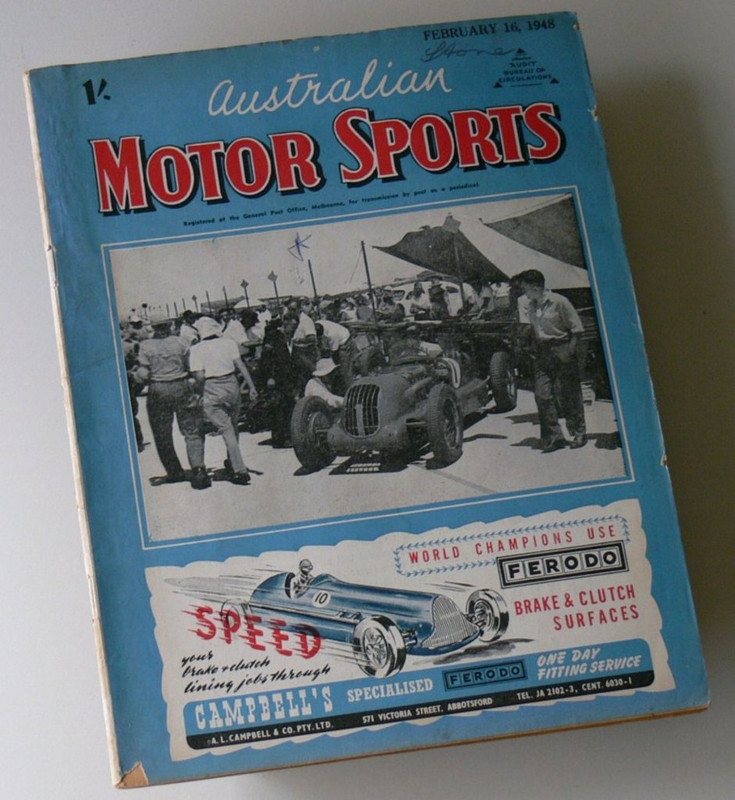 FEBRUARY 16, 1948
Stone
1/-
AUDIT
BUREAU OF
CIRCULATIONS
Australian
MOTOR SPORTS
Registered at the General Post Office, Melbourne, for transmission by post as a periodical.
WORLD CHAMPIONS USE
FERODO
BRAKE & CLUTCH
SURFACES
10
SPEED
your
brake & clutch
lining jobs through
CAMPBELL'S SPECIALISED FERODO ONE DAY
FITTING SERVICE
A. L. CAMPBELL & CO. PTY. LTD. 571 VICTORIA STREET, ABBOTSFORD TEL. JA 2102-3, CENT. 6030-1